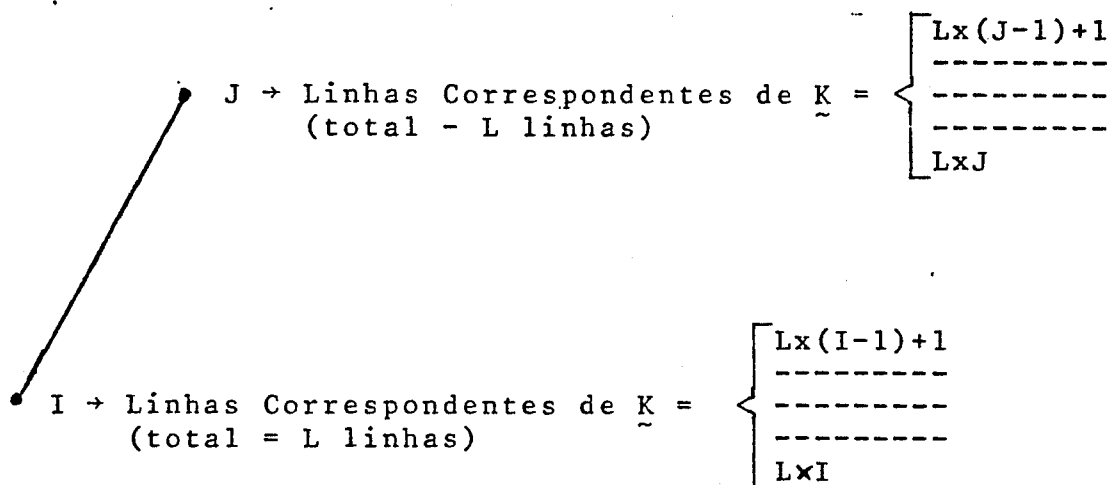 Lx(J-1)+1
---------
J → Linhas Correspondentes de K̰ = ---------
(total - L linhas) ---------
LxJ
Lx(I-1)+1
---------
I → Linhas Correspondentes de K̰ = ---------
(total = L linhas) ---------
LxI